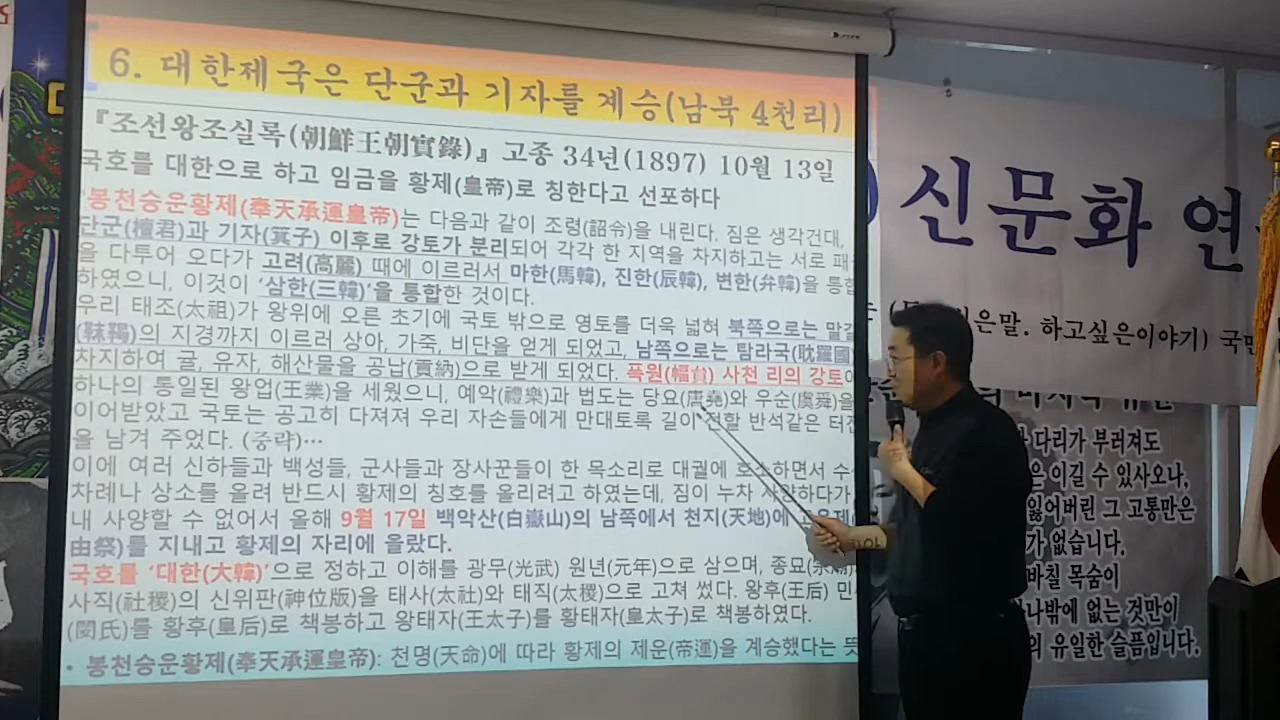 6. 대한제국은 단군과 기자를 계승(남북 4천리)
『조선왕조실록(朝鮮王朝實錄)』 고종 34년(1897) 10월 13일
국호를 대한으로 하고 임금을 황제(皇帝)로 칭한다고 선포하다
봉천승운황제(奉天承運皇帝)는 다음과 같이 조령(詔令)을 내린다. 짐은 생각건대,
단군(檀君)과 기자(箕子) 이후로 강토가 분리되어 각각 한 지역을 차지하고는 서로 패
을 다투어 오다가 고려(高麗) 때에 이르러서 마한(馬韓), 진한(辰韓), 변한(弁韓)을 통합
하였으니, 이것이 '삼한(三韓)'을 통합한 것이다.
우리 태조(太祖)가 왕위에 오른 초기에 국토 밖으로 영토를 더욱 넓혀 북쪽으로는 말갈
(靺鞨)의 지경까지 이르러 상아, 가죽, 비단을 얻게 되었고, 남쪽으로는 탐라국(耽羅國
차지하여 귤, 유자, 해산물을 공납(貢納)으로 받게 되었다. 폭원(幅員) 사천 리의 강토
하나의 통일된 왕업(王業)을 세웠으니, 예악(禮樂)과 법도는 당요(唐堯)와 우순(虞舜)을
이어받았고 국토는 공고히 다져져 우리 자손들에게 만대토록 길이 전할 반석같은 터전
을 남겨 주었다. (중략)…
이에 여러 신하들과 백성들, 군사들과 장사꾼들이 한 목소리로 대궐에 호소하면서 수
차례나 상소를 올려 반드시 황제의 칭호를 올리려고 하였는데, 짐이 누차 사양하다가
내 사양할 수 없어서 올해 9월 17일 백악산(白嶽山)의 남쪽에서 천지(天地)에
由祭)를 지내고 황제의 자리에 올랐다.
국호를 '대한(大韓)'으로 정하고 이해를 광무(光武) 원년(元年)으로 삼으며, 종묘
사직(社稷)의 신위판(神位版)을 태사(太社)와 태직(太稷)으로 고쳐 썼다. 왕후(王后) 민
(閔氏)를 황후(皇后)로 책봉하고 왕태자(王太子)를 황태자(皇太子)로 책봉하였다.
• 봉천승운황제(奉天承運皇帝): 천명(天命)에 따라 황제의 제운(帝運)을 계승했다는 뜻
신문화 연
은말. 하고싶은이야기) 국민
다리가 부러져도
은 이길 수 있사오나,
잃어버린 그 고통만은
가 없습니다.
바칠 목숨이
나밖에 없는 것만이
의 유일한 슬픔입니다.